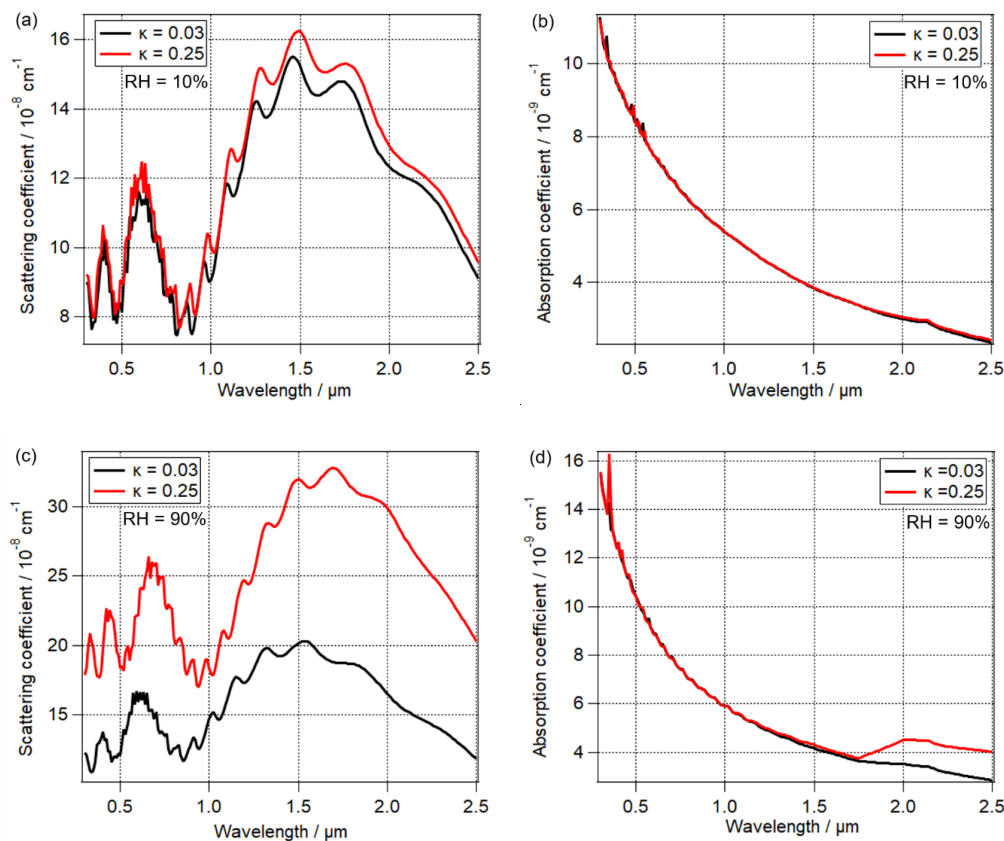 (a)
κ = 0.03
κ = 0.25
RH = 10%
Scattering coefficient / 10⁻⁸ cm⁻¹
16
14
12
10
8
0.5 1.0 1.5 2.0 2.5
Wavelength / µm
(b)
κ = 0.03
κ = 0.25
RH = 10%
Absorption coefficient / 10⁻⁹ cm⁻¹
10
8
6
4
0.5 1.0 1.5 2.0 2.5
Wavelength / µm
(c)
κ = 0.03
κ = 0.25
RH = 90%
Scattering coefficient / 10⁻⁸ cm⁻¹
30
25
20
15
0.5 1.0 1.5 2.0 2.5
Wavelength / µm
(d)
κ =0.03
κ =0.25
RH = 90%
Absorption coefficient / 10⁻⁹ cm⁻¹
16
14
12
10
8
6
4
0.5 1.0 1.5 2.0 2.5
Wavelength / µm